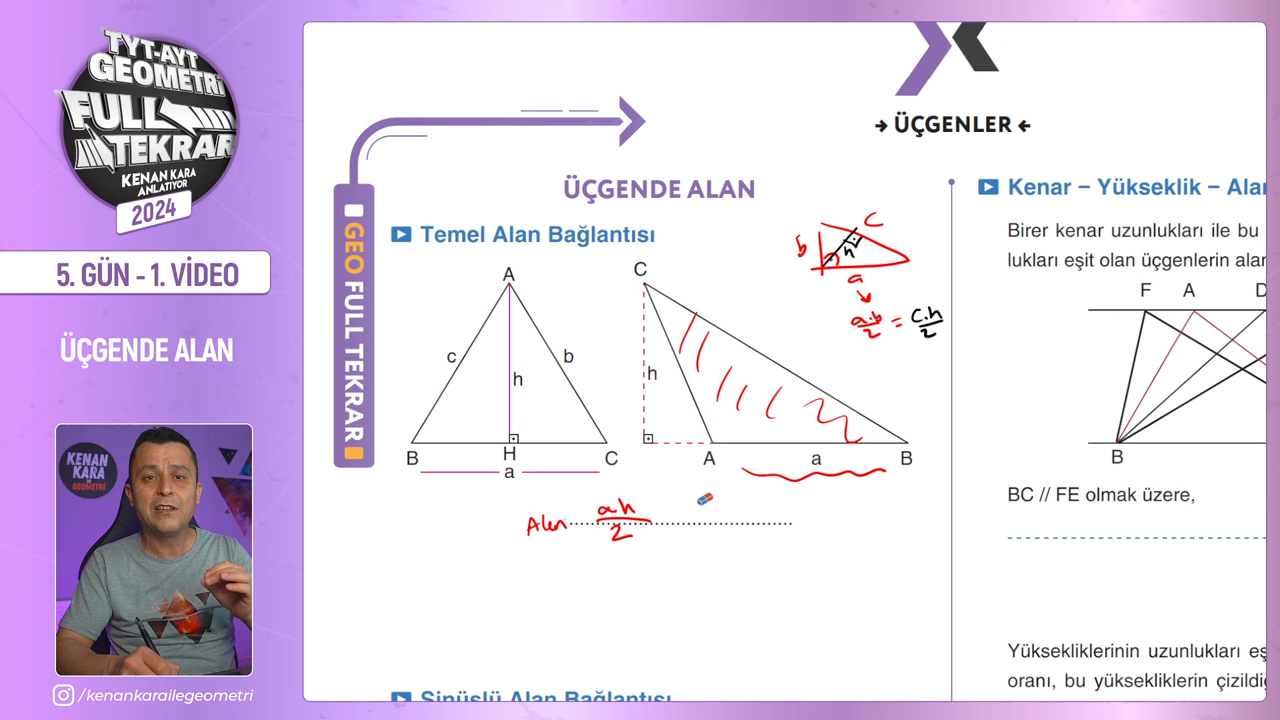 TYT-AYT
GEOMETRİ
FULL
TEKRAR
KENAN KARA
ANLATIYOR
2024
5. GÜN - 1. VİDEO
ÜÇGENDE ALAN
KENAN
KARA
GEOMETRİ
/kenankarailegeometri
GEO FULL TEKRAR
ÜÇGENLER
ÜÇGENDE ALAN
Temel Alan Bağlantısı
A
c
b
h
B
H
C
a
C
h
A
a
B
b
c
h
a
a.b/2 = c.h/2
Alan ah/2
Sinüslü Alan Bağlantısı
Kenar – Yükseklik – Alan
Birer kenar uzunlukları ile bu
lukları eşit olan üçgenlerin alan
F A D
B
BC // FE olmak üzere,
Yüksekliklerinin uzunlukları eş
oranı, bu yüksekliklerin çizildiğ